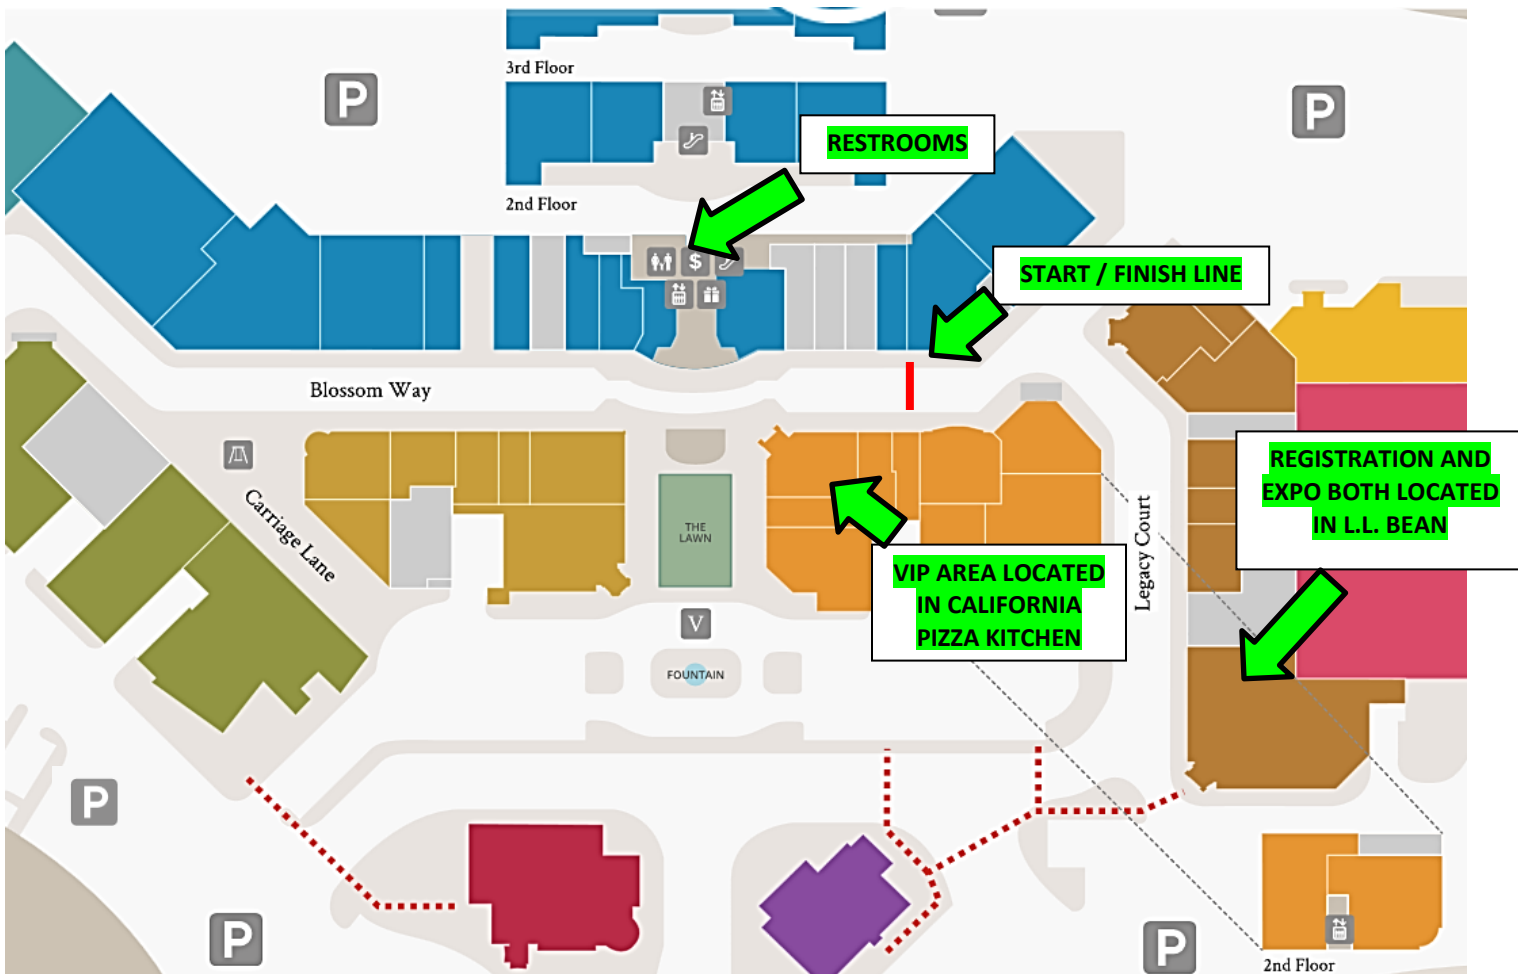 3rd Floor
P
P
RESTROOMS
2nd Floor
$
START / FINISH LINE
Blossom Way
REGISTRATION AND
EXPO BOTH LOCATED
IN L.L. BEAN
Carriage Lane
THE
LAWN
Legacy Court
VIP AREA LOCATED
IN CALIFORNIA
PIZZA KITCHEN
V
FOUNTAIN
P
P
P
2nd Floor